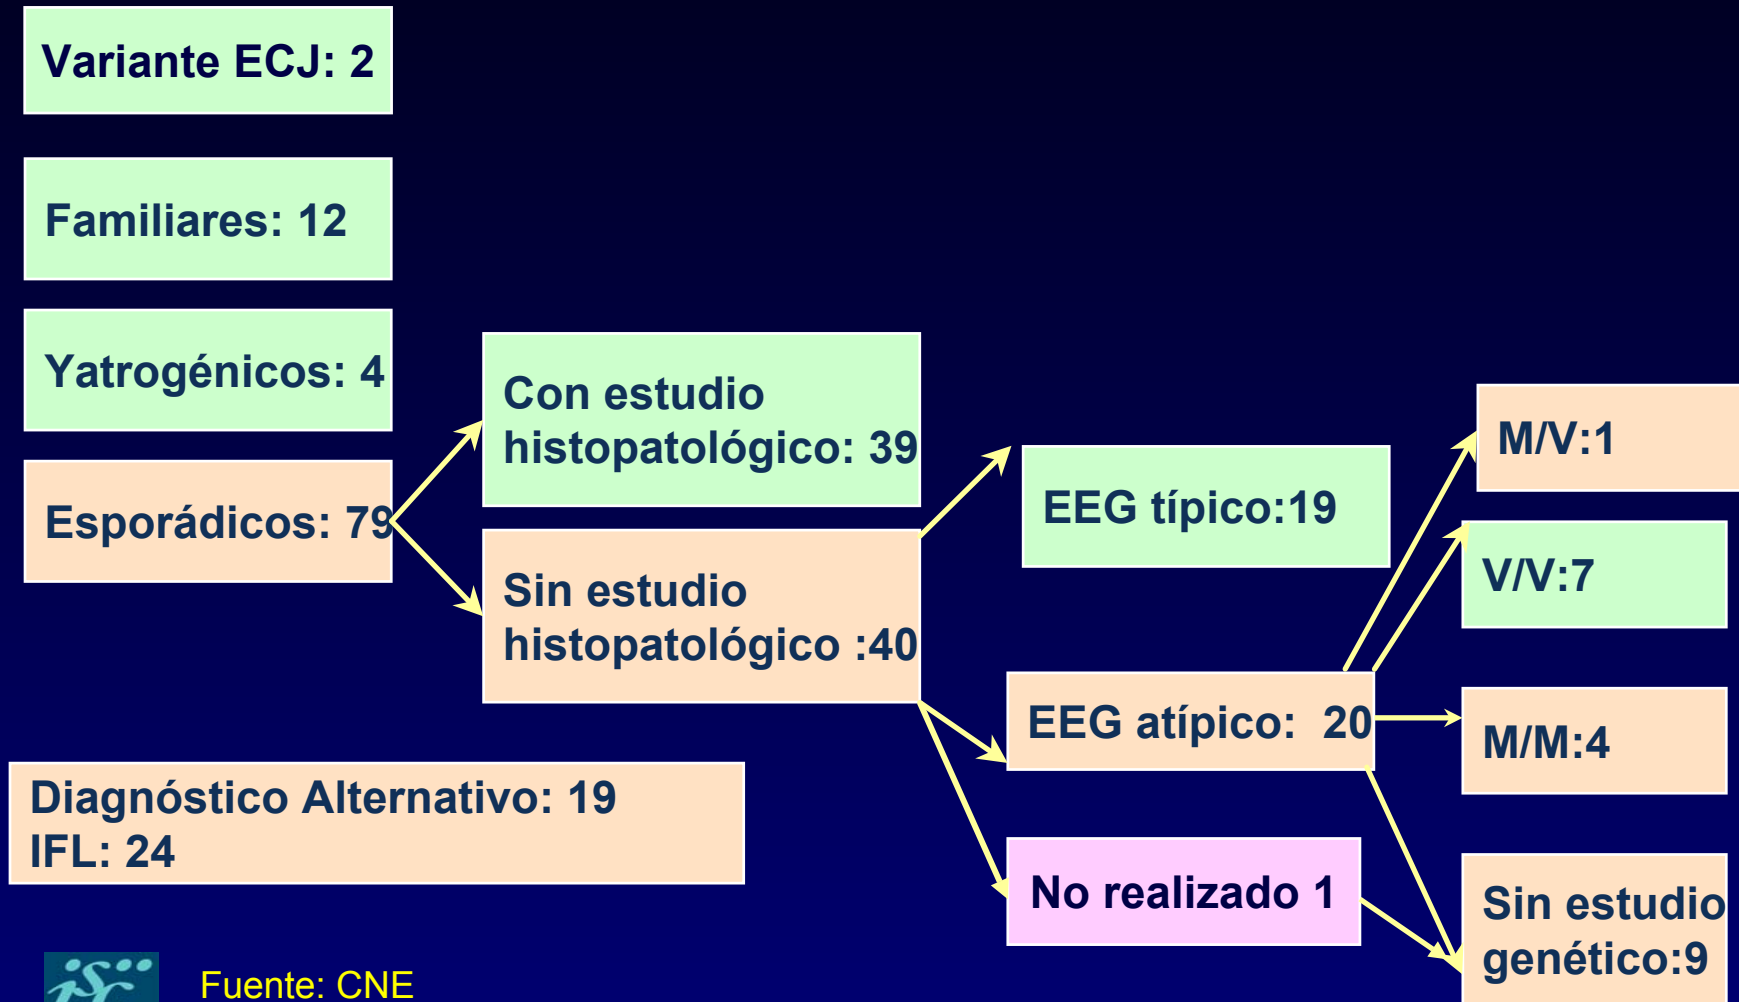 Variante ECJ: 2
Familiares: 12
Yatrogénicos: 4
Esporádicos: 79
Con estudio
histopatológico: 39
Sin estudio
histopatológico :40
EEG típico:19
EEG atípico: 20
No realizado 1
M/V:1
V/V:7
M/M:4
Sin estudio
genético:9
Diagnóstico Alternativo: 19
IFL: 24
Fuente: CNE